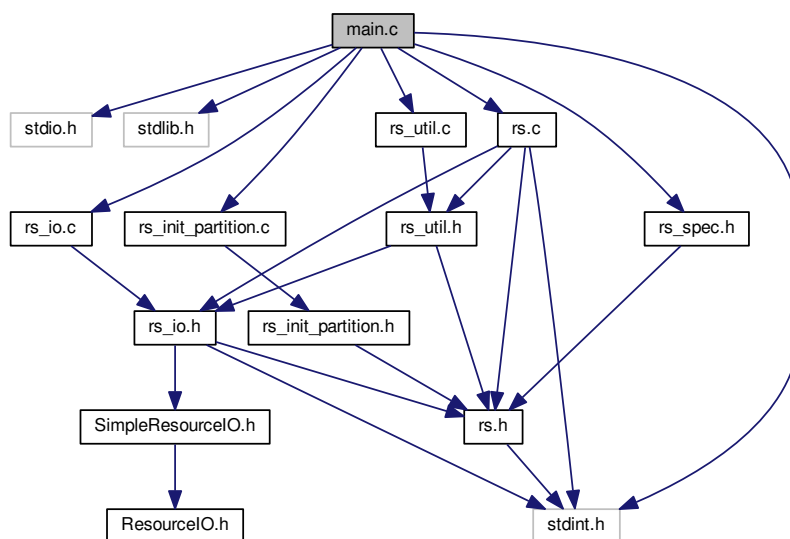 main.c
stdio.h
stdlib.h
rs_util.c
rs.c
rs_io.c
rs_init_partition.c
rs_util.h
rs_spec.h
rs_io.h
rs_init_partition.h
SimpleResourceIO.h
rs.h
ResourceIO.h
stdint.h